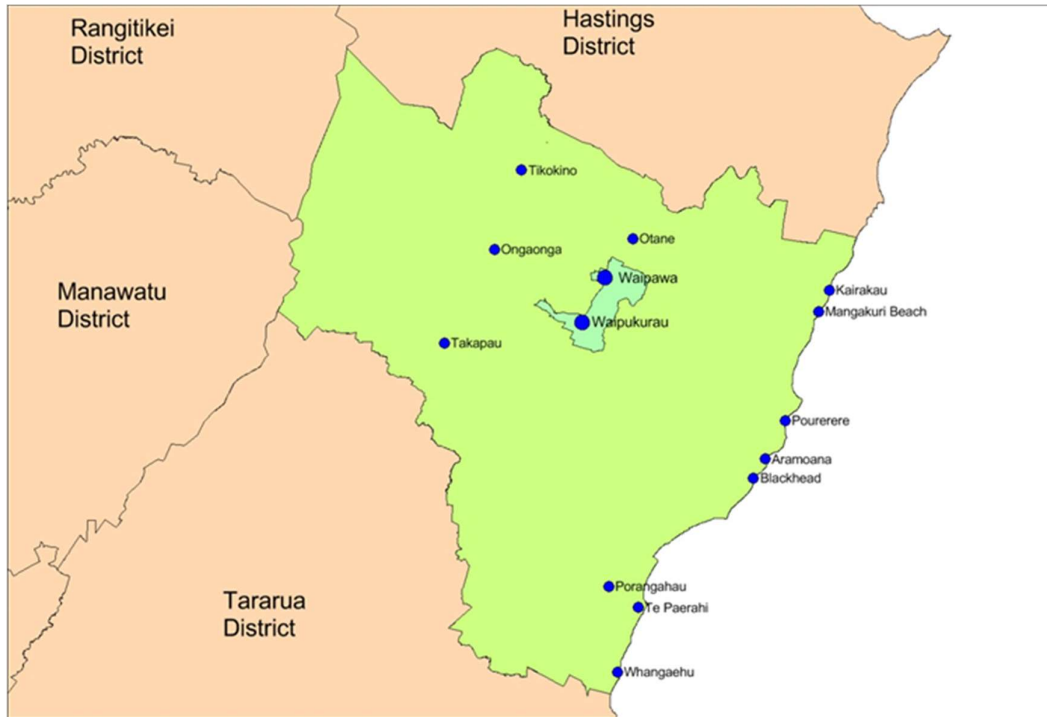 Rangitikei
District
Hastings
District
Tikokino
Otane
Ongaonga
Waipawa
Manawatu
District
Kairakau
Mangakuri Beach
Waipukurau
Takapau
Pourerere
Aramoana
Blackhead
Porangahau
Tararua
District
Te Paerahi
Whangaehu